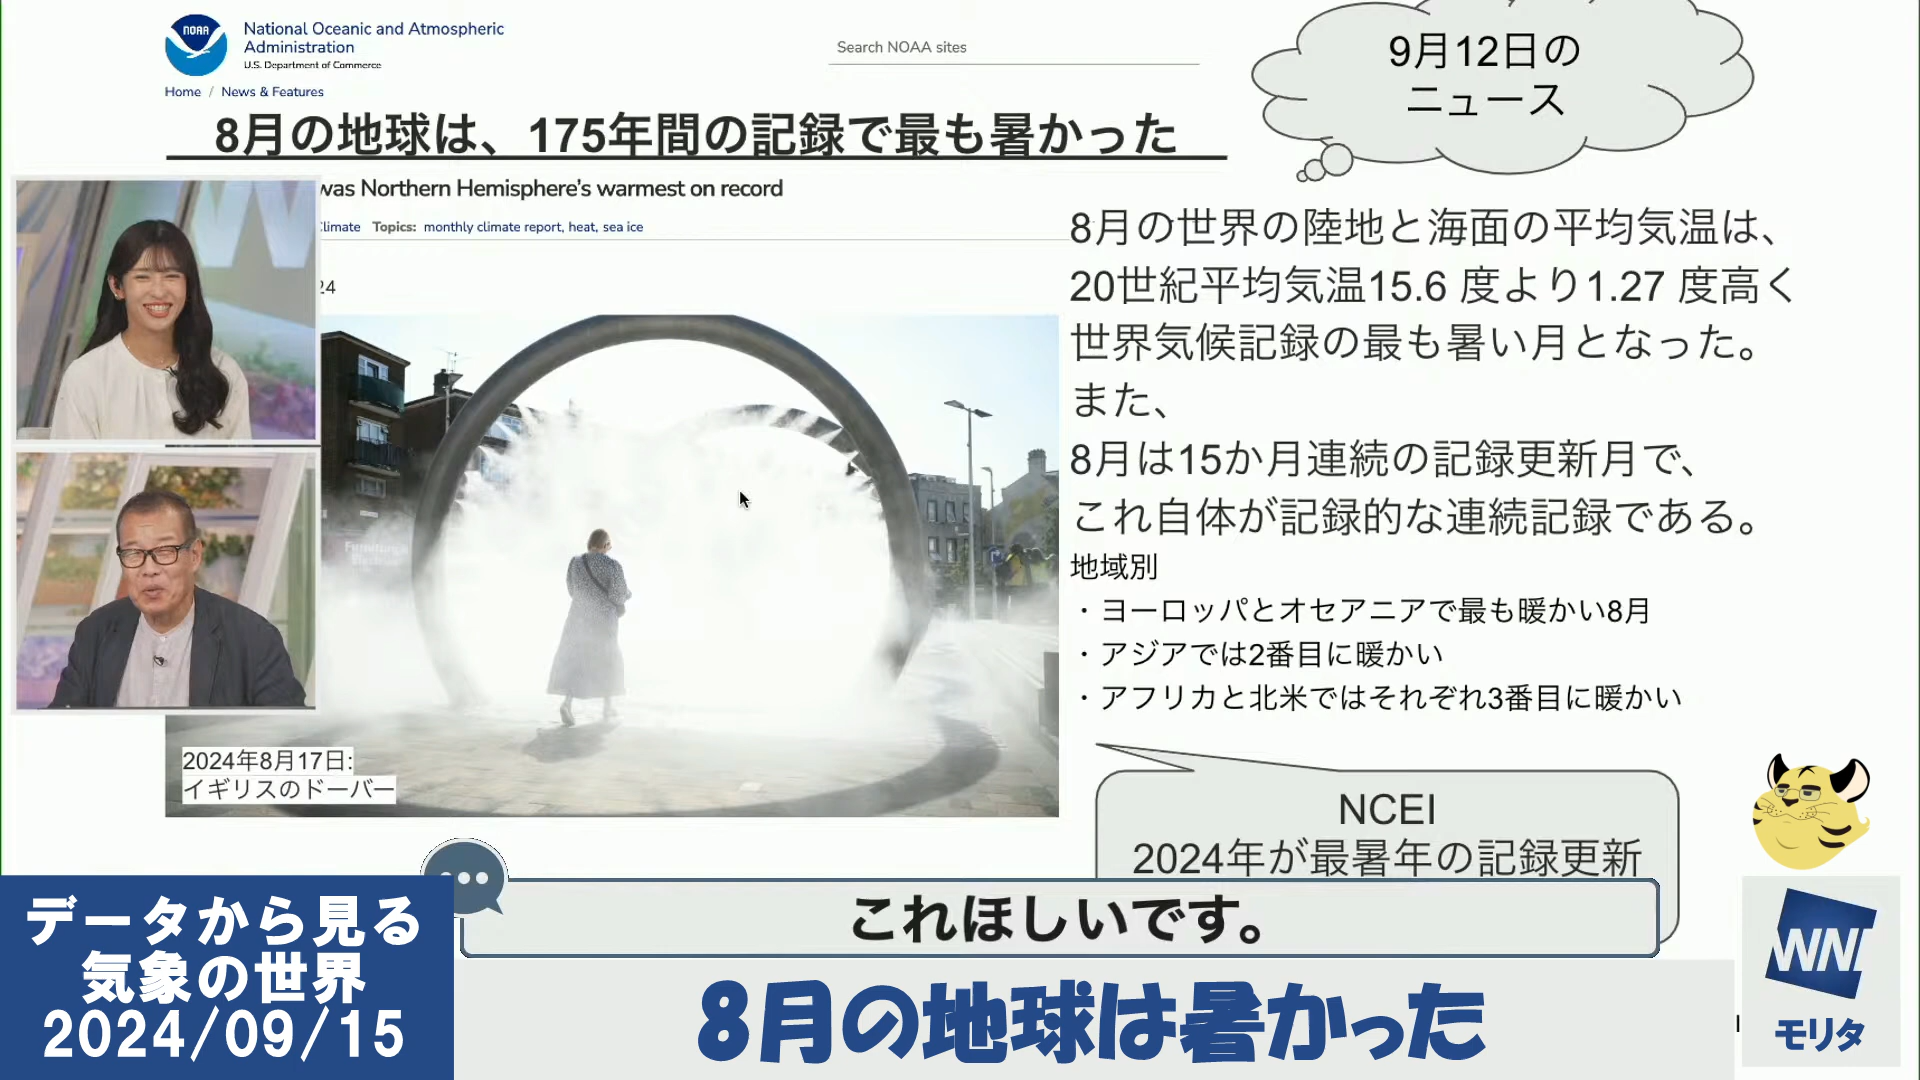 NOAA
National Oceanic and Atmospheric
Administration
U.S. Department of Commerce
Search NOAA sites
Home / News & Features
8月の地球は、175年間の記録で最も暑かった
was Northern Hemisphere's warmest on record
Climate Topics: monthly climate report, heat, sea ice
24
9月12日の
ニュース
8月の世界の陸地と海面の平均気温は、
20世紀平均気温15.6 度より1.27 度高く
世界気候記録の最も暑い月となった。
また、
8月は15か月連続の記録更新月で、
これ自体が記録的な連続記録である。
地域別
・ヨーロッパとオセアニアで最も暖かい8月
・アジアでは2番目に暖かい
・アフリカと北米ではそれぞれ3番目に暖かい
2024年8月17日:
イギリスのドーバー
NCEI
2024年が最暑年の記録更新
これほしいです。
データから見る
気象の世界
2024/09/15
8月の地球は暑かった
WNI
モリタ